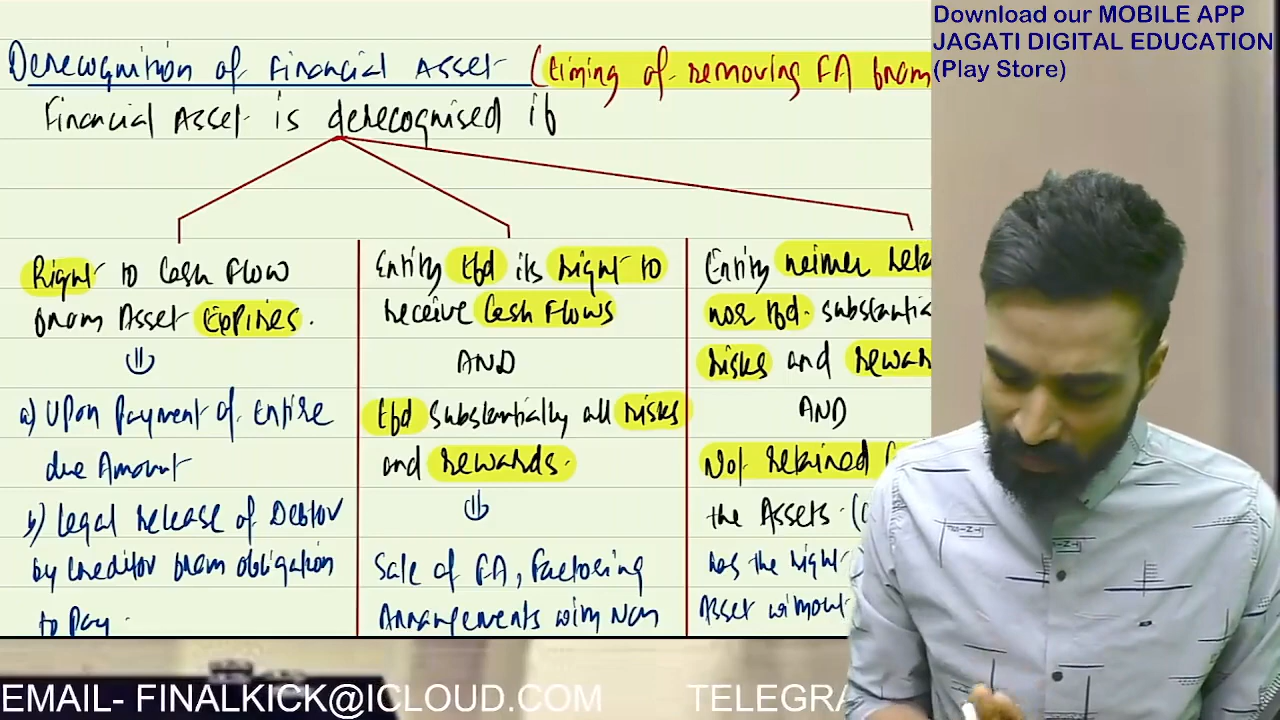 Download our MOBILE APP
JAGATI DIGITAL EDUCATION
(Play Store)
Derecognition of Financial Asset (timing of removing FA from
Financial Asset is derecognised if
Right to Cash Flow
from Asset Expires.
a) Upon Payment of Entire
due Amount
b) Legal release of Debtor
by creditor from obligation
to Pay.
Entity tfd its right to
receive Cash Flows
AND
tfd substantially all risks
and rewards.
Sale of FA, Factoring
Arrangements with Non
Entity neither
nor tfd. substantia
risks and rewar
AND
Not retained
the Assets. (
has the right
Asset without
EMAIL- FINALKICK@ICLOUD.COM
TELEGRA